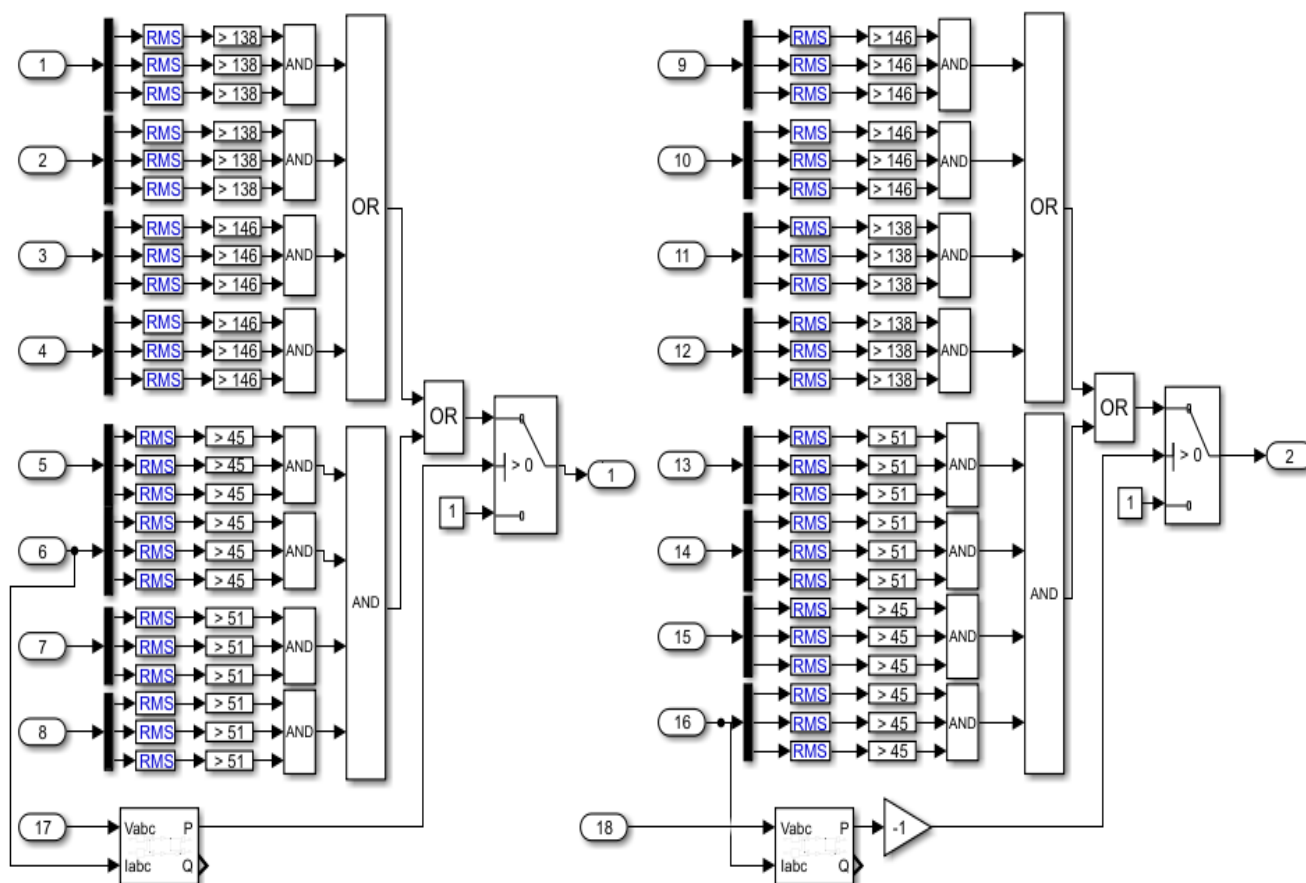 1
RMS > 138
RMS > 138
RMS > 138
AND
2
RMS > 138
RMS > 138
RMS > 138
AND
3
RMS > 146
RMS > 146
RMS > 146
AND
4
RMS > 146
RMS > 146
RMS > 146
AND
OR
5
RMS > 45
RMS > 45
RMS > 45
AND
6
RMS > 45
RMS > 45
RMS > 45
AND
7
RMS > 51
RMS > 51
RMS > 51
AND
8
RMS > 51
RMS > 51
RMS > 51
AND
AND
OR
> 0
1
1
17
Vabc P
Iabc Q
9
RMS > 146
RMS > 146
RMS > 146
AND
10
RMS > 146
RMS > 146
RMS > 146
AND
11
RMS > 138
RMS > 138
RMS > 138
AND
12
RMS > 138
RMS > 138
RMS > 138
AND
OR
13
RMS > 51
RMS > 51
RMS > 51
AND
14
RMS > 51
RMS > 51
RMS > 51
AND
15
RMS > 45
RMS > 45
RMS > 45
AND
16
RMS > 45
RMS > 45
RMS > 45
AND
AND
OR
> 0
1
2
18
Vabc P
Iabc Q
-1